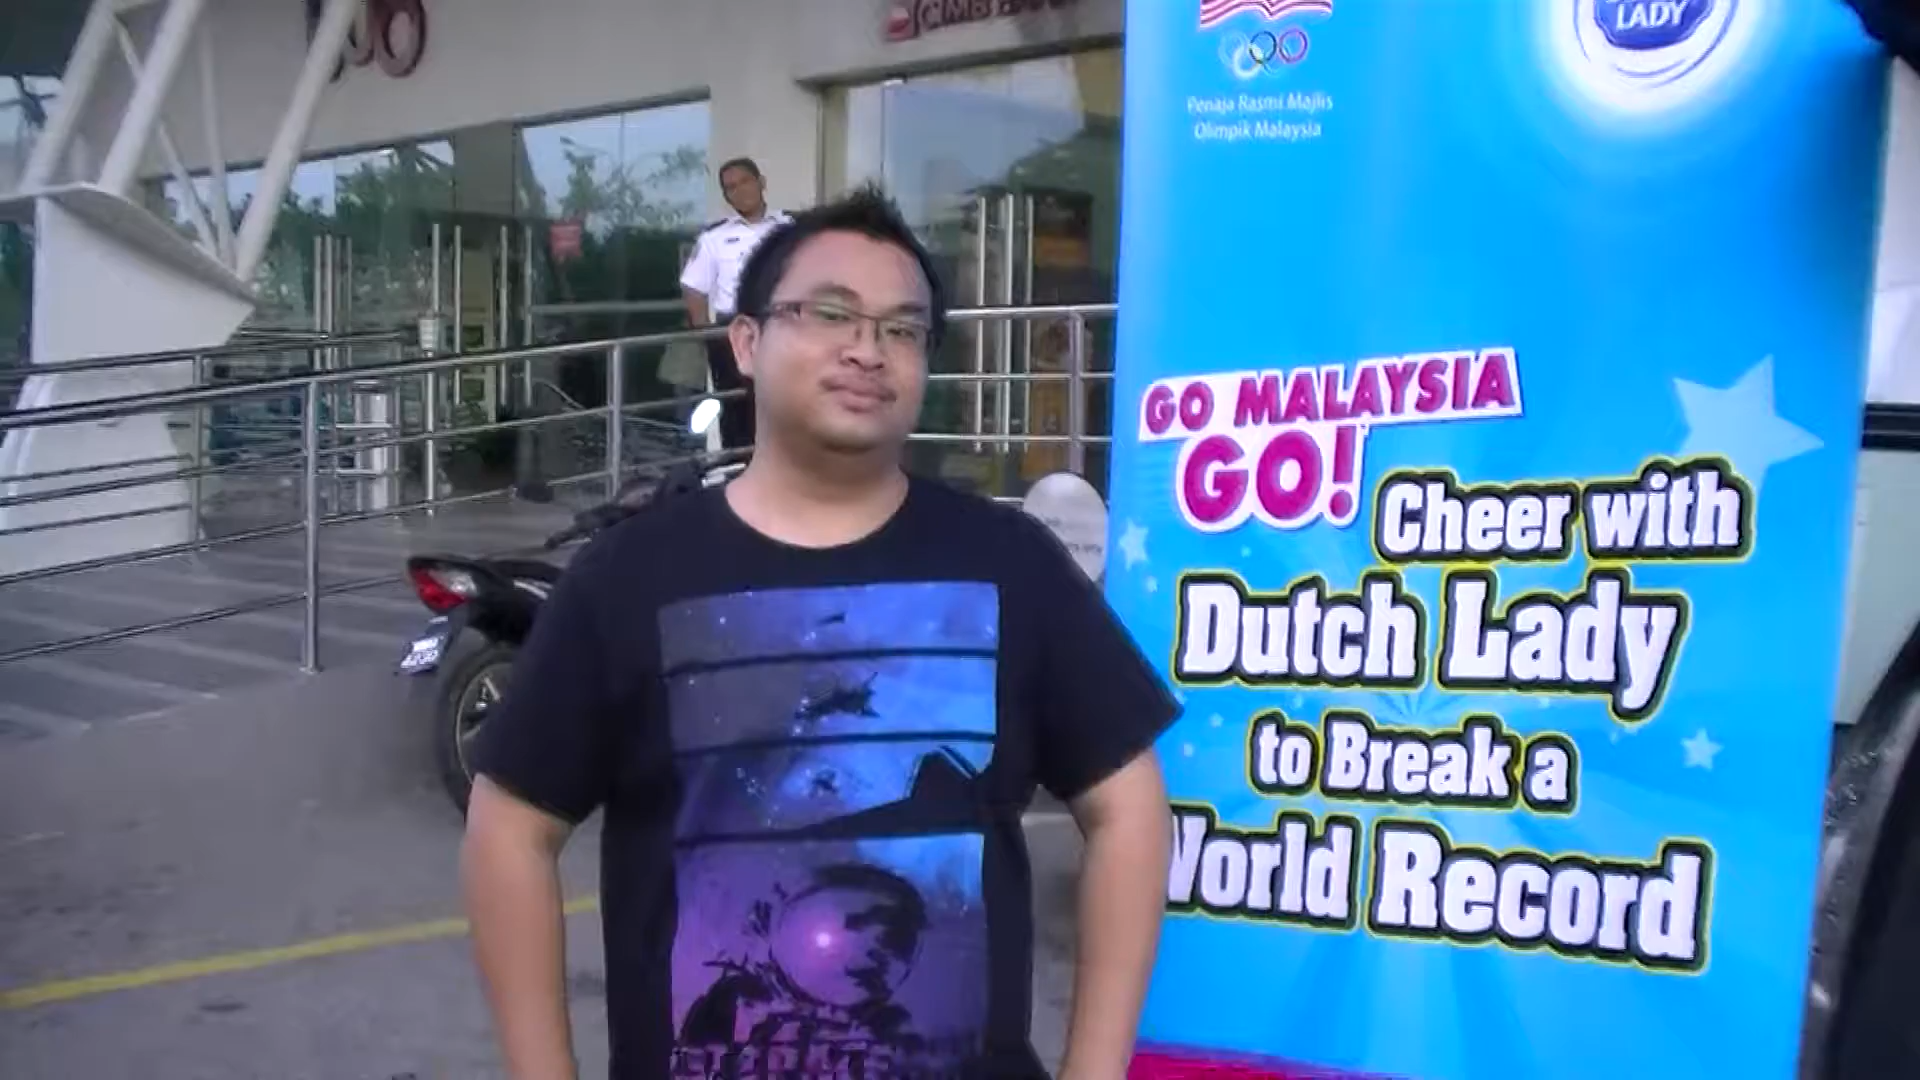 LADY
Penaja Rasmi Majlis
Olimpik Malaysia
GO MALAYSIA
GO!
Cheer with
Dutch Lady
to Break a
World Record